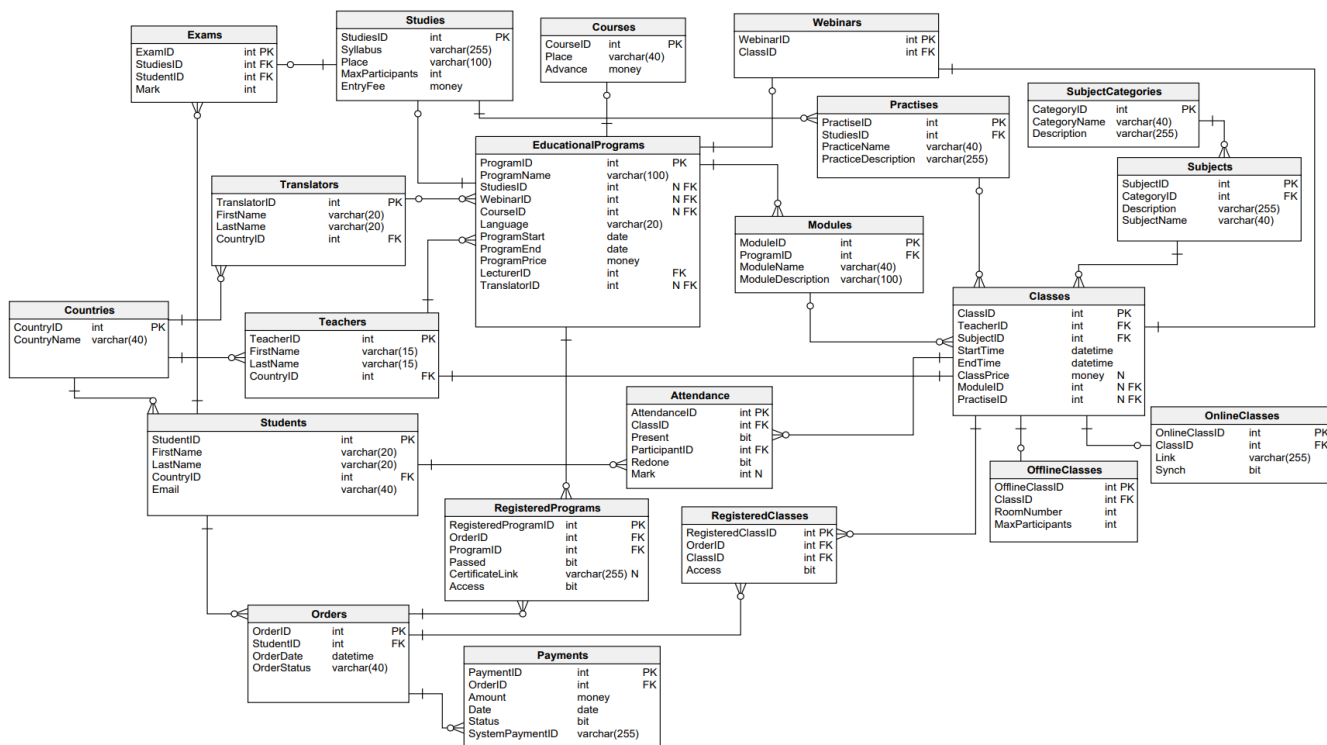 Exams
ExamID int PK
StudiesID int FK
StudentID int FK
Mark int
Studies
StudiesID int PK
Syllabus varchar(255)
Place varchar(100)
MaxParticipants int
EntryFee money
Courses
CourseID int PK
Place varchar(40)
Advance money
Webinars
WebinarID int PK
ClassID int FK
Practises
PractiseID int PK
StudiesID int FK
PracticeName varchar(40)
PracticeDescription varchar(255)
SubjectCategories
CategoryID int PK
CategoryName varchar(40)
Description varchar(255)
Subjects
SubjectID int PK
CategoryID int FK
Description varchar(255)
SubjectName varchar(40)
EducationalPrograms
ProgramID int PK
ProgramName varchar(100)
StudiesID int N FK
WebinarID int N FK
CourseID int N FK
Language varchar(20)
ProgramStart date
ProgramEnd date
ProgramPrice money
LecturerID int FK
TranslatorID int N FK
Translators
TranslatorID int PK
FirstName varchar(20)
LastName varchar(20)
CountryID int FK
Modules
ModuleID int PK
ProgramID int FK
ModuleName varchar(40)
ModuleDescription varchar(100)
Countries
CountryID int PK
CountryName varchar(40)
Teachers
TeacherID int PK
FirstName varchar(15)
LastName varchar(15)
CountryID int FK
Classes
ClassID int PK
TeacherID int FK
SubjectID int FK
StartTime datetime
EndTime datetime
ClassPrice money N
ModuleID int N FK
PractiseID int N FK
Attendance
AttendanceID int PK
ClassID int FK
Present bit
ParticipantID int FK
Redone bit
Mark int N
Students
StudentID int PK
FirstName varchar(20)
LastName varchar(20)
CountryID int FK
Email varchar(40)
OnlineClasses
OnlineClassID int PK
ClassID int FK
Link varchar(255)
Synch bit
OfflineClasses
OfflineClassID int PK
ClassID int FK
RoomNumber int
MaxParticipants int
RegisteredPrograms
RegisteredProgramID int PK
OrderID int FK
ProgramID int FK
Passed bit
CertificateLink varchar(255) N
Access bit
RegisteredClasses
RegisteredClassID int PK
OrderID int FK
ClassID int FK
Access bit
Orders
OrderID int PK
StudentID int FK
OrderDate datetime
OrderStatus varchar(40)
Payments
PaymentID int PK
OrderID int FK
Amount money
Date date
Status bit
SystemPaymentID varchar(255)